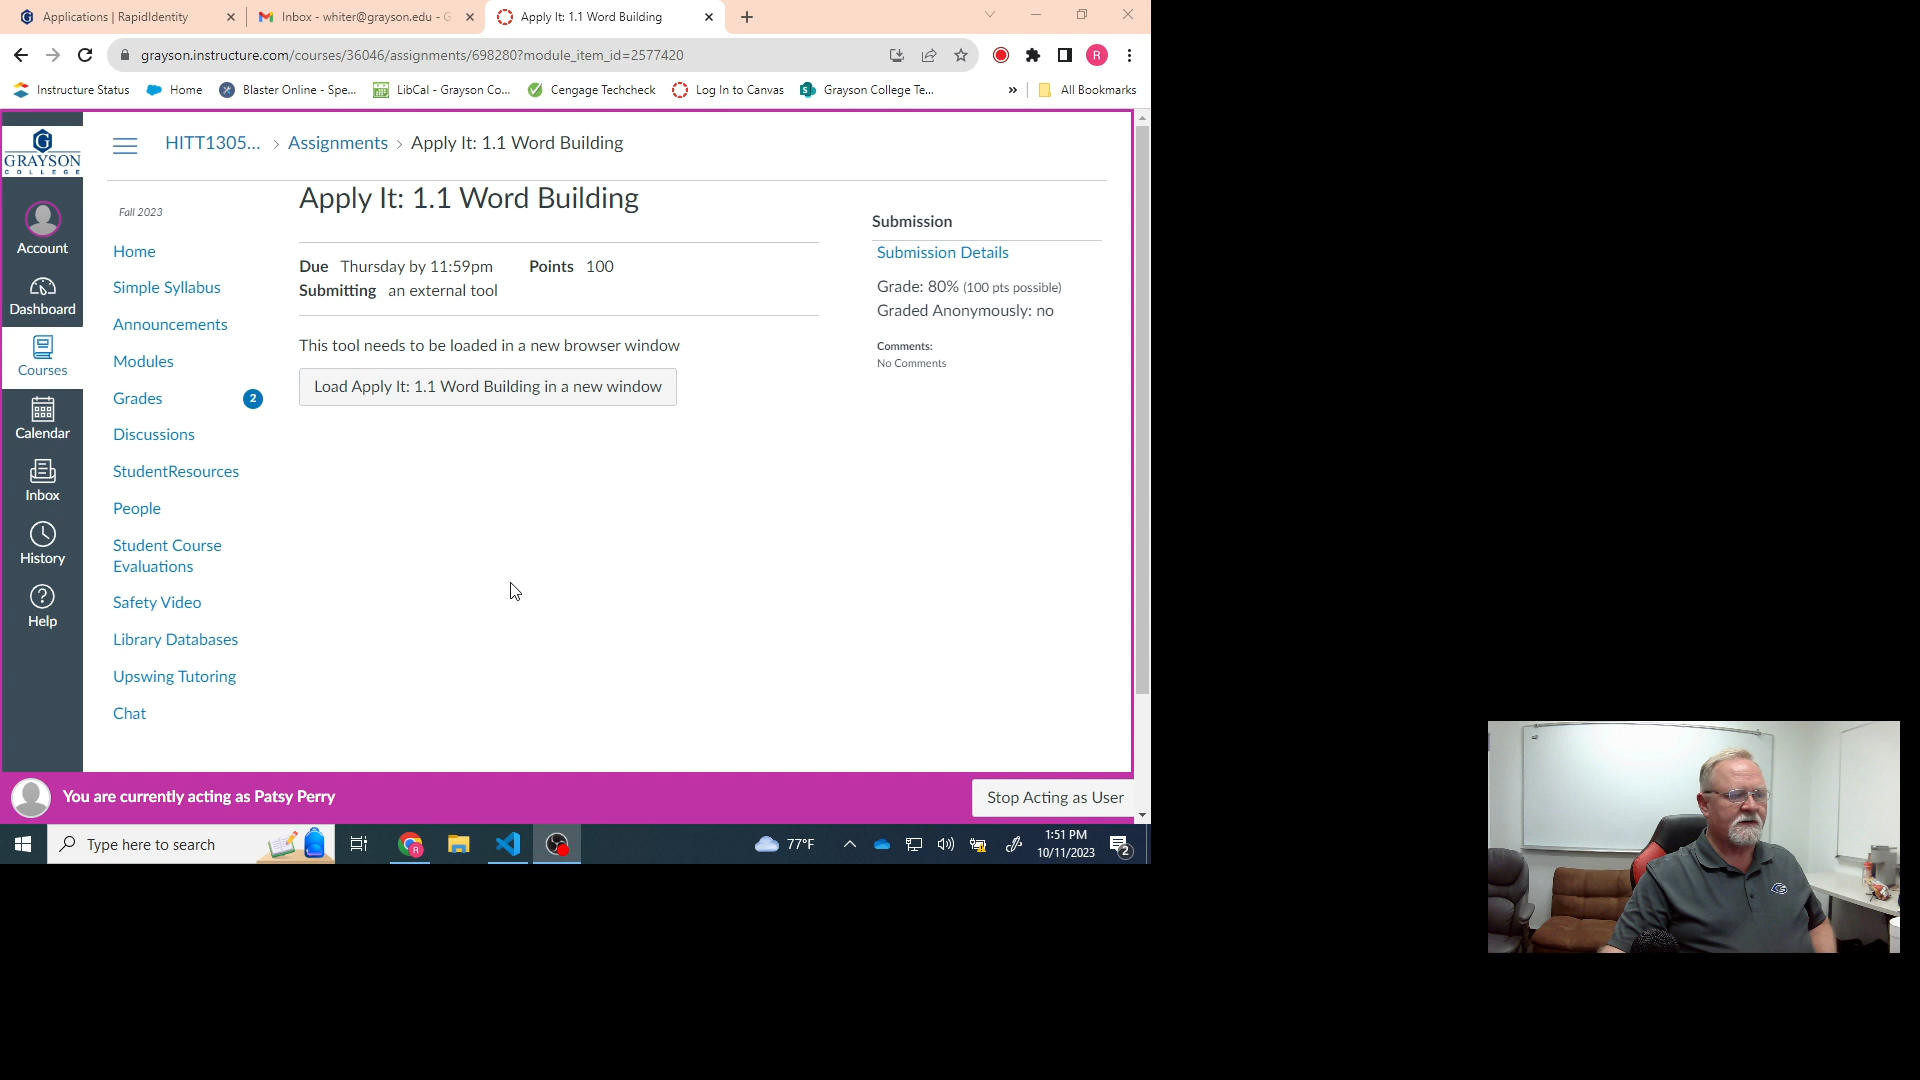 Applications | RapidIdentity
Inbox - whiter@grayson.edu - G
Apply It: 1.1 Word Building
grayson.instructure.com/courses/36046/assignments/698280?module_item_id=2577420
R
Instructure Status
Home
Blaster Online - Spe...
LibCal - Grayson Co...
Cengage Techcheck
Log In to Canvas
Grayson College Te...
»
All Bookmarks
GRAYSON
COLLEGE
HITT1305... > Assignments > Apply It: 1.1 Word Building
Account
Dashboard
Courses
Calendar
Inbox
History
Help
Fall 2023
Home
Simple Syllabus
Announcements
Modules
Grades 2
Discussions
StudentResources
People
Student Course
Evaluations
Safety Video
Library Databases
Upswing Tutoring
Chat
Apply It: 1.1 Word Building
Due Thursday by 11:59pm Points 100
Submitting an external tool
This tool needs to be loaded in a new browser window
Load Apply It: 1.1 Word Building in a new window
Submission
Submission Details
Grade: 80% (100 pts possible)
Graded Anonymously: no
Comments:
No Comments
You are currently acting as Patsy Perry
Stop Acting as User
Type here to search
77°F
1:51 PM
10/11/2023
2